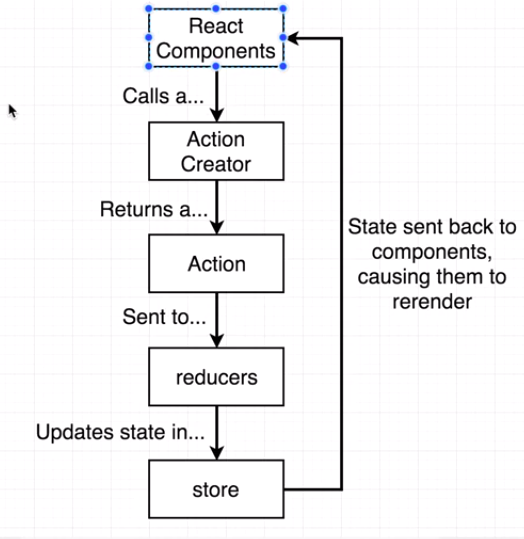 React
Components
Calls a...
Action
Creator
Returns a...
Action
State sent back to
components,
causing them to
rerender
Sent to...
reducers
Updates state in...
store